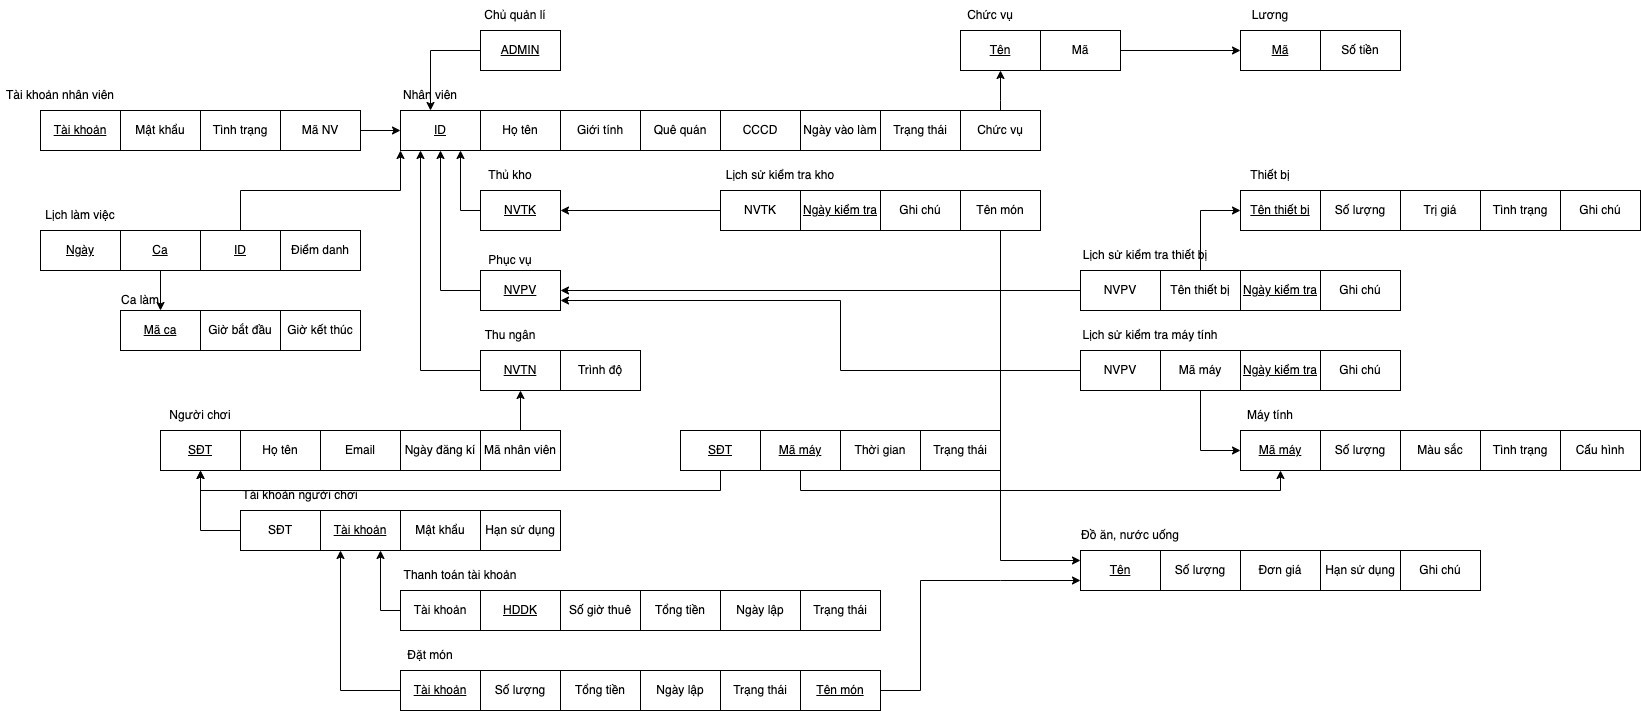 Chủ quán lí
ADMIN
Chức vụ
Tên Mã
Lương
Mã Số tiền
Tài khoản nhân viên
Tài khoản Mật khẩu Tình trạng Mã NV
Nhân viên
ID Họ tên Giới tính Quê quán CCCD Ngày vào làm Trạng thái Chức vụ
Thủ kho
NVTK
Lịch sử kiểm tra kho
NVTK Ngày kiểm tra Ghi chú Tên món
Thiết bị
Tên thiết bị Số lượng Trị giá Tình trạng Ghi chú
Lịch làm việc
Ngày Ca ID Điểm danh
Phục vụ
NVPV
Lịch sử kiểm tra thiết bị
NVPV Tên thiết bị Ngày kiểm tra Ghi chú
Ca làm
Mã ca Giờ bắt đầu Giờ kết thúc
Thu ngân
NVTN Trình độ
Lịch sử kiểm tra máy tính
NVPV Mã máy Ngày kiểm tra Ghi chú
Người chơi
SĐT Họ tên Email Ngày đăng kí Mã nhân viên
SĐT Mã máy Thời gian Trạng thái
Máy tính
Mã máy Số lượng Màu sắc Tình trạng Cấu hình
Tài khoản người chơi
SĐT Tài khoản Mật khẩu Hạn sử dụng
Đồ ăn, nước uống
Tên Số lượng Đơn giá Hạn sử dụng Ghi chú
Thanh toán tài khoản
Tài khoản HDDK Số giờ thuê Tổng tiền Ngày lập Trạng thái
Đặt món
Tài khoản Số lượng Tổng tiền Ngày lập Trạng thái Tên món